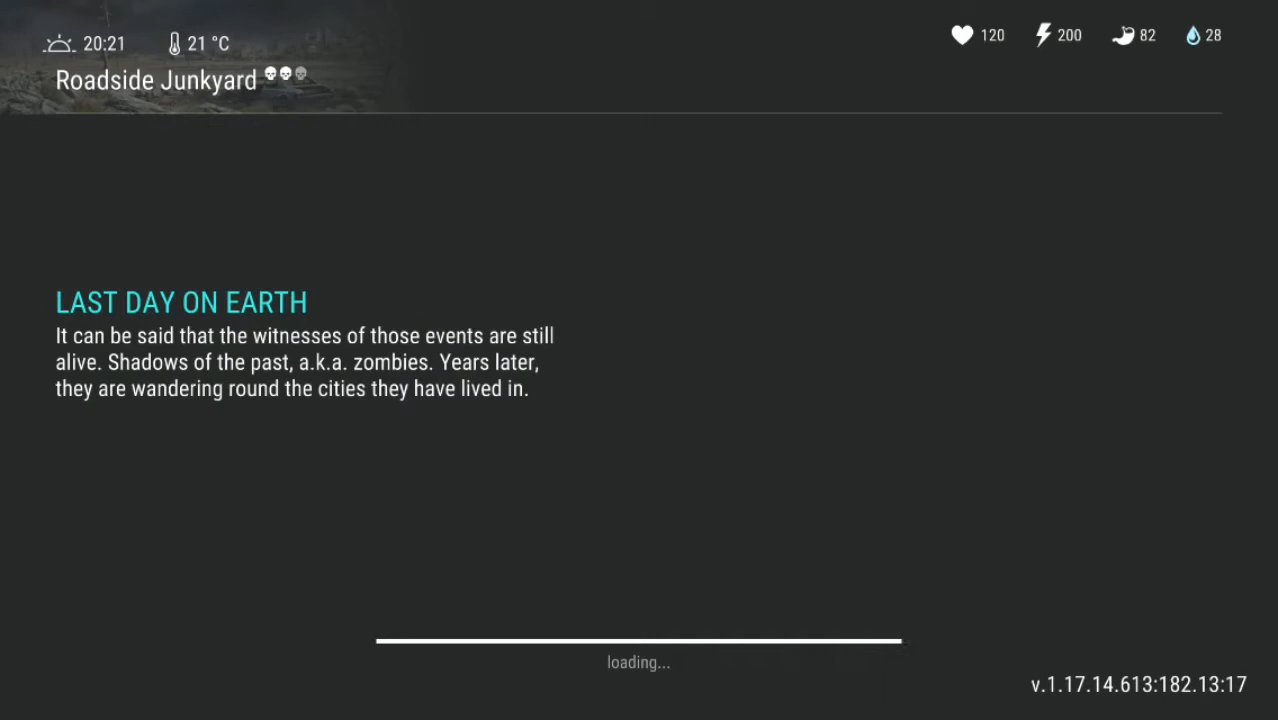 20:21 21 °C
120 200 82 28
Roadside Junkyard
LAST DAY ON EARTH
It can be said that the witnesses of those events are still
alive. Shadows of the past, a.k.a. zombies. Years later,
they are wandering round the cities they have lived in.
loading...
v.1.17.14.613:182.13:17